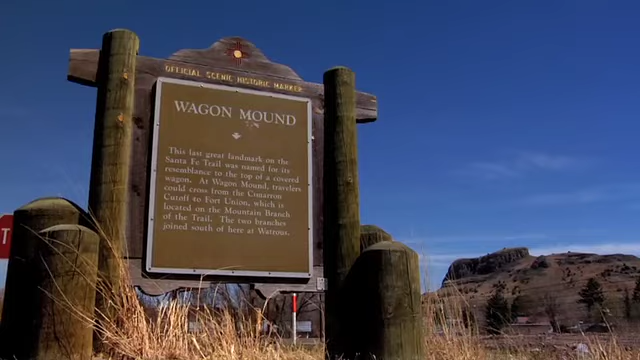 OFFICIAL SCENIC HISTORIC MARKER
WAGON MOUND
This last great landmark on the
Santa Fe Trail was named for its
resemblance to the top of a covered
wagon. At Wagon Mound, travelers
could cross from the Cimarron
Cutoff to Fort Union, which is
located on the Mountain Branch
of the Trail. The two branches
joined south of here at Watrous.
T